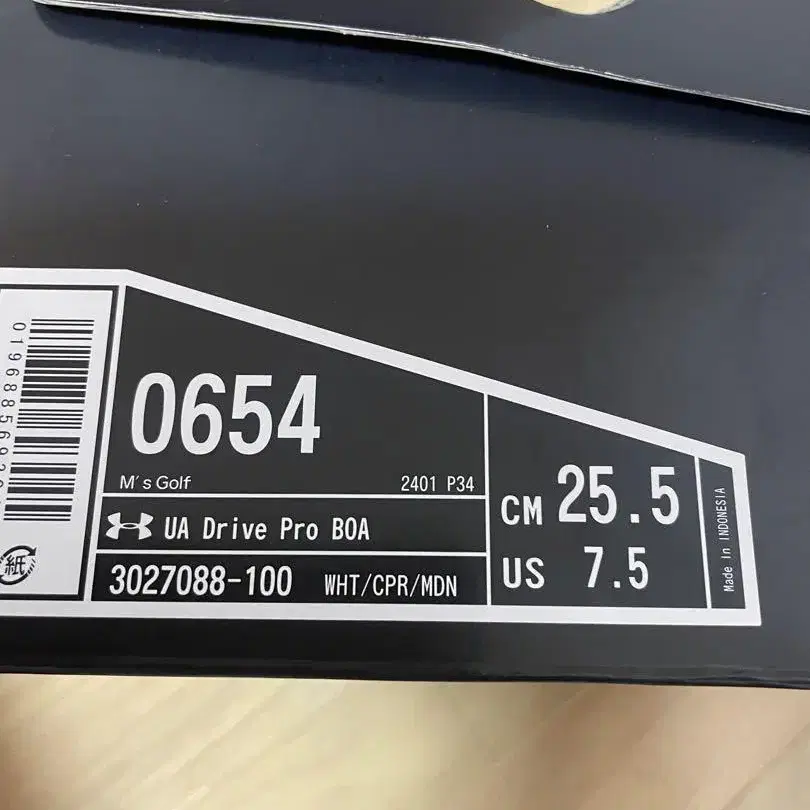 0654
M's Golf 2401 P34
UA Drive Pro BOA
3027088-100 WHT/CPR/MDN
CM 25.5
US 7.5
Made in INDONESIA
紙